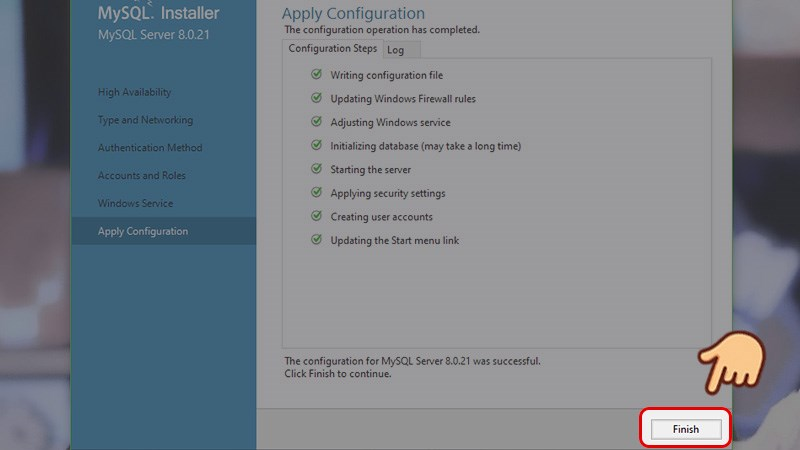 MySQL. Installer
MySQL Server 8.0.21
High Availability
Type and Networking
Authentication Method
Accounts and Roles
Windows Service
Apply Configuration
Apply Configuration
The configuration operation has completed.
Configuration Steps
Log
Writing configuration file
Updating Windows Firewall rules
Adjusting Windows service
Initializing database (may take a long time)
Starting the server
Applying security settings
Creating user accounts
Updating the Start menu link
The configuration for MySQL Server 8.0.21 was successful.
Click Finish to continue.
Finish